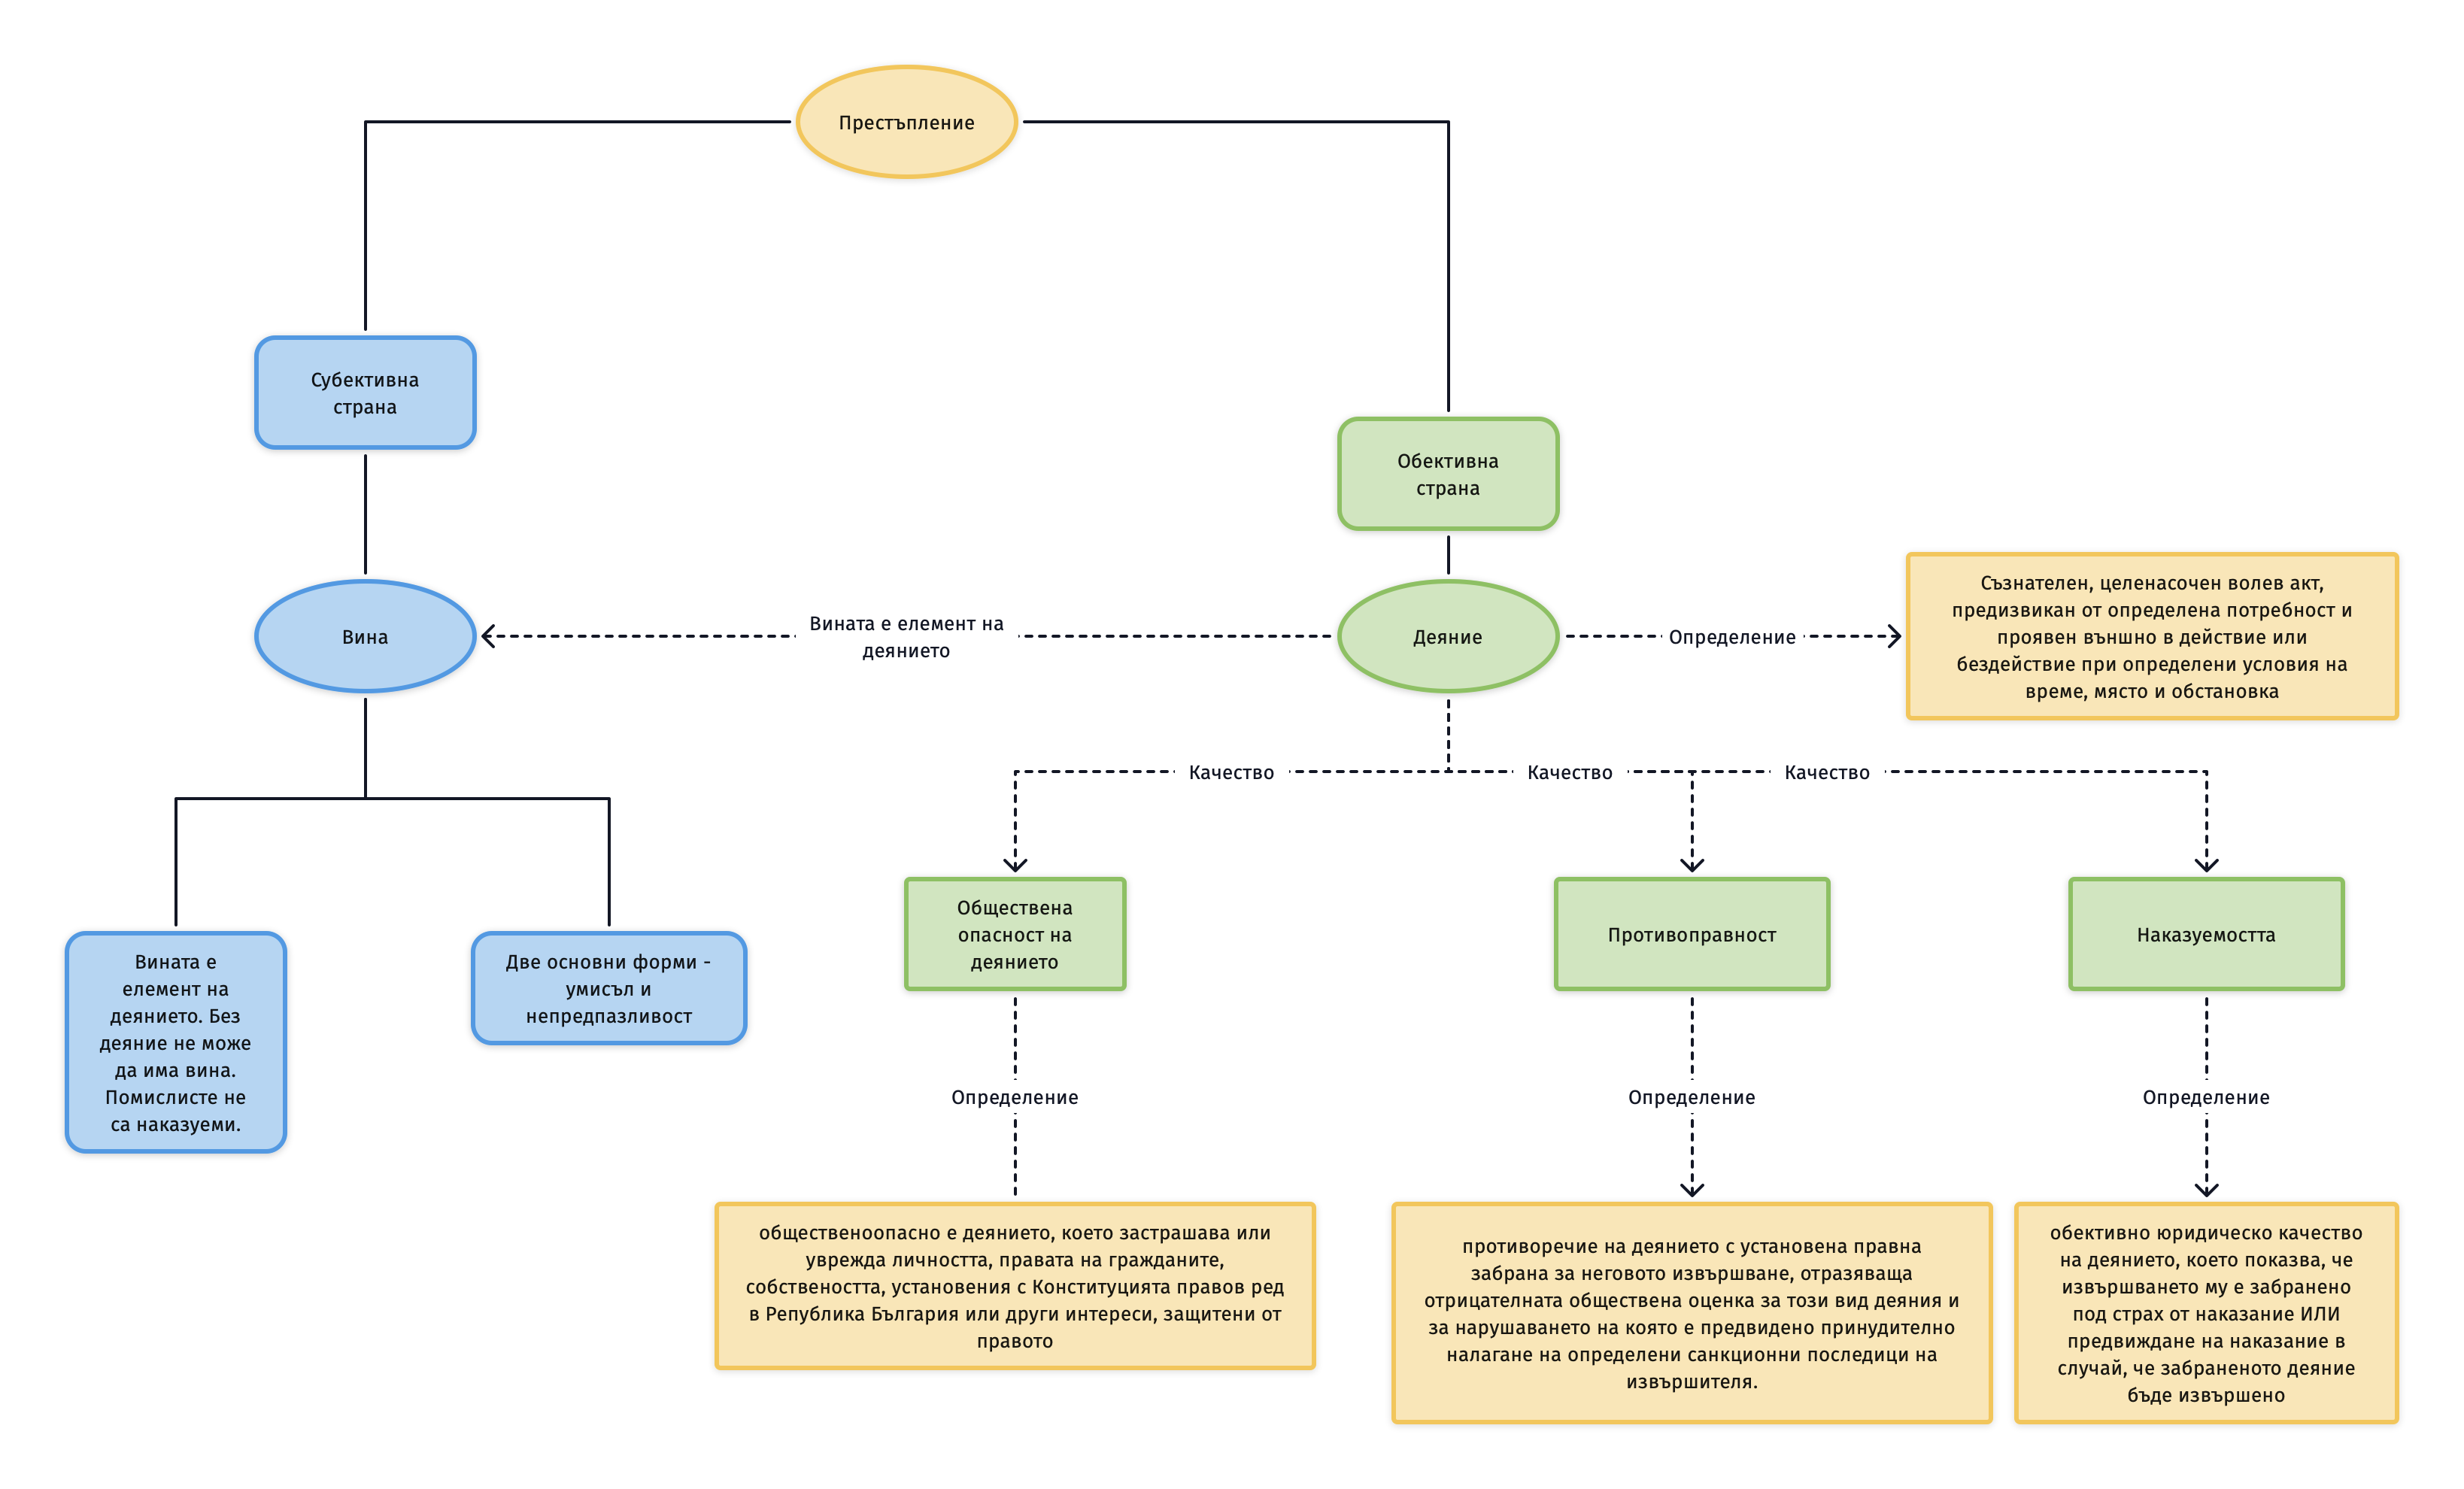 Престъпление
Субективна
страна
Обективна
страна
Вина
Вината е елемент на
деянието
Деяние
Определение
Съзнателен, целенасочен волев акт,
предизвикан от определена потребност и
проявен външно в действие или
бездействие при определени условия на
време, място и обстановка
Качество
Качество
Качество
Вината е
елемент на
деянието. Без
деяние не може
да има вина.
Помислисте не
са наказуеми.
Две основни форми -
умисъл и
непредпазливост
Обществена
опасност на
деянието
Противоправност
Наказуемостта
Определение
Определение
Определение
общественоопасно е деянието, което застрашава или
уврежда личността, правата на гражданите,
собствеността, установения с Конституцията правов ред
в Република България или други интереси, защитени от
правото
противоречие на деянието с установена правна
забрана за неговото извършване, отразяваща
отрицателната обществена оценка за този вид деяния и
за нарушаването на която е предвидено принудително
налагане на определени санкционни последици на
извършителя.
обективно юридическо качество
на деянието, което показва, че
извършването му е забранено
под страх от наказание ИЛИ
предвиждане на наказание в
случай, че забраненото деяние
бъде извършено